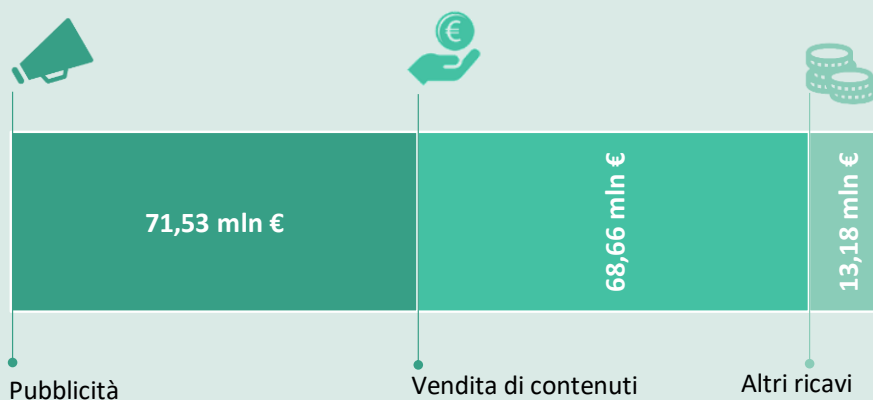 71,53 mln €
68,66 mln €
13,18 mln €
Pubblicità
Vendita di contenuti
Altri ricavi